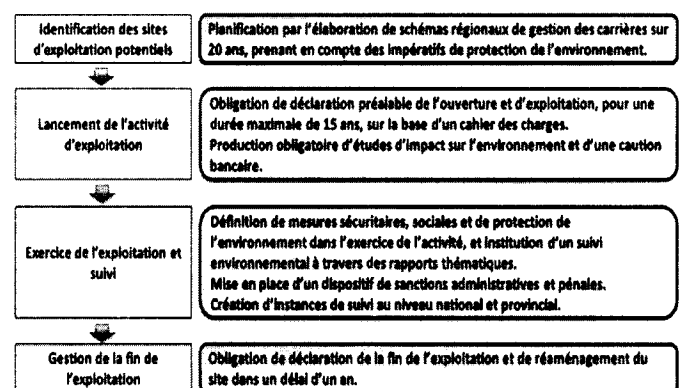 Identification des sites
d'exploitation potentiels
Planification par l'élaboration de schémas régionaux de gestion des carrières sur
20 ans, prenant en compte des impératifs de protection de l'environnement.
Lancement de l'activité
d'exploitation
Obligation de déclaration préalable de l'ouverture et d'exploitation, pour une
durée maximale de 15 ans, sur la base d'un cahier des charges.
Production obligatoire d'études d'impact sur l'environnement et d'une caution
bancaire.
Exercice de l'exploitation et
suivi
Définition de mesures sécuritaires, sociales et de protection de
l'environnement dans l'exercice de l'activité, et institution d'un suivi
environnemental à travers des rapports thématiques.
Mise en place d'un dispositif de sanctions administratives et pénales.
Création d'instances de suivi au niveau national et provincial.
Gestion de la fin de
l'exploitation
Obligation de déclaration de la fin de l'exploitation et de réaménagement du
site dans un délai d'un an.